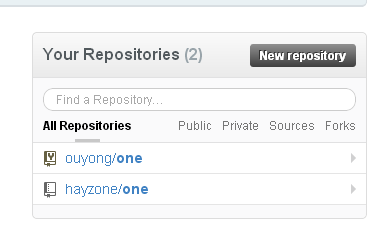 Your Repositories (2) New repository
Find a Repository...
All Repositories Public Private Sources Forks
ouyong/one
hayzone/one